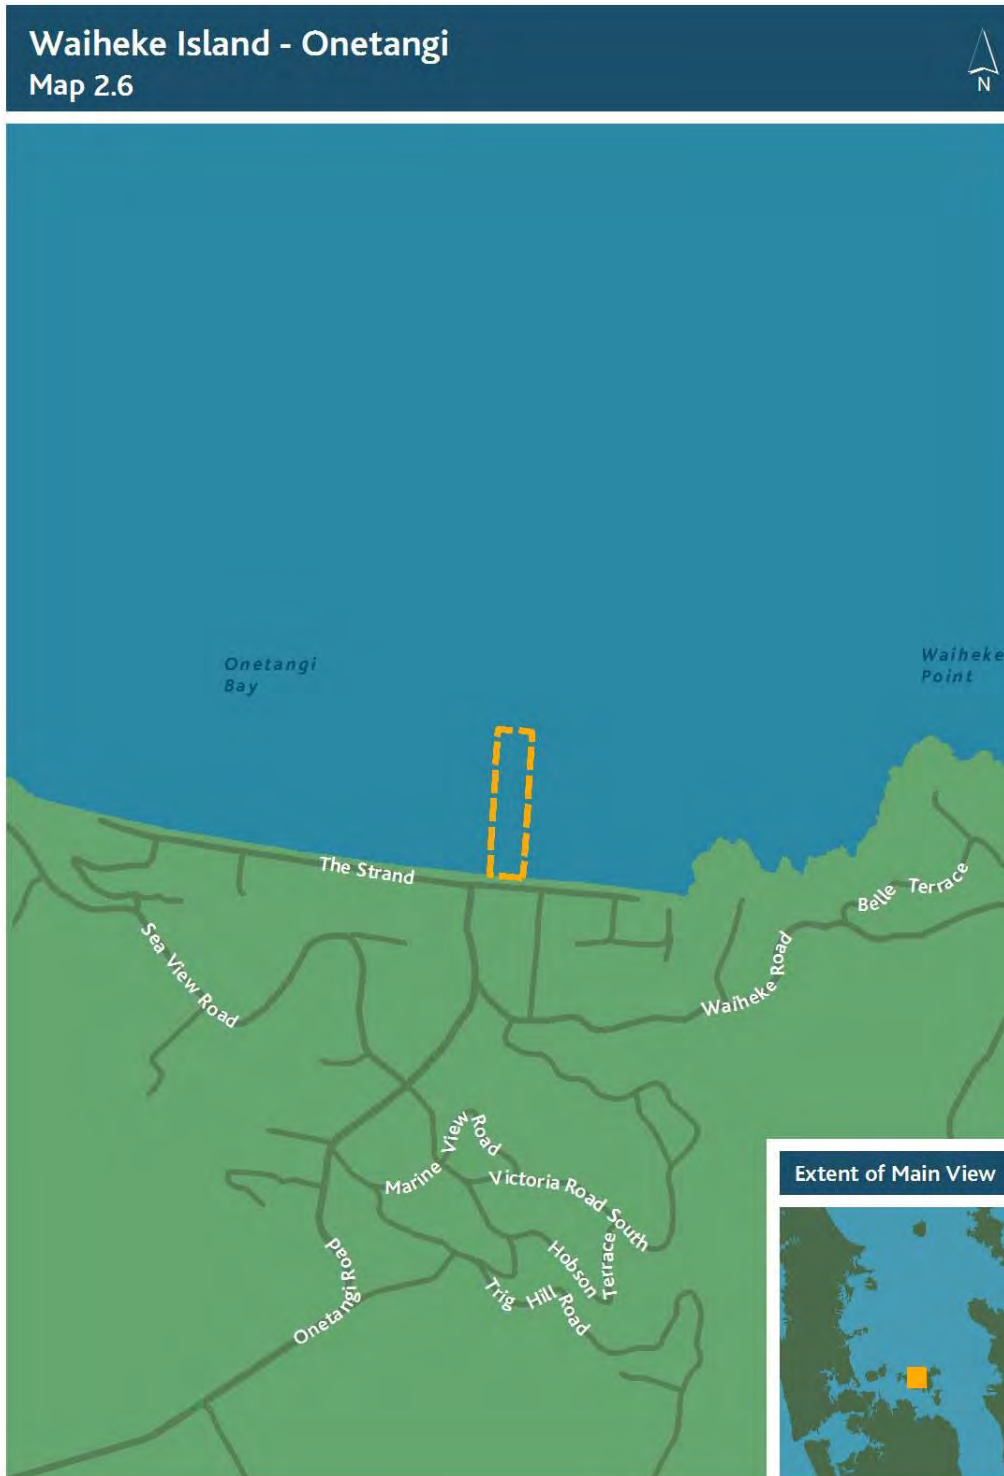 Waiheke Island - Onetangi
Map 2.6
N
Onetangi
Bay
Waiheke
Point
The Strand
Belle Terrace
Sea View Road
Waiheke Road
Marine View Road
Victoria Road South
Hobson Terrace
Trig Hill Road
Onetangi Road
Extent of Main View